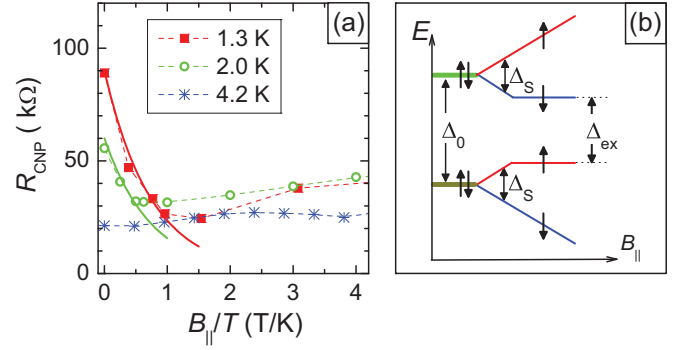 (a)
100
50
0
R_CNP ( kΩ)
1.3 K
2.0 K
4.2 K
0 1 2 3 4
B_||/T (T/K)
(b)
E
Δ_S
Δ_0
Δ_ex
Δ_S
B_||